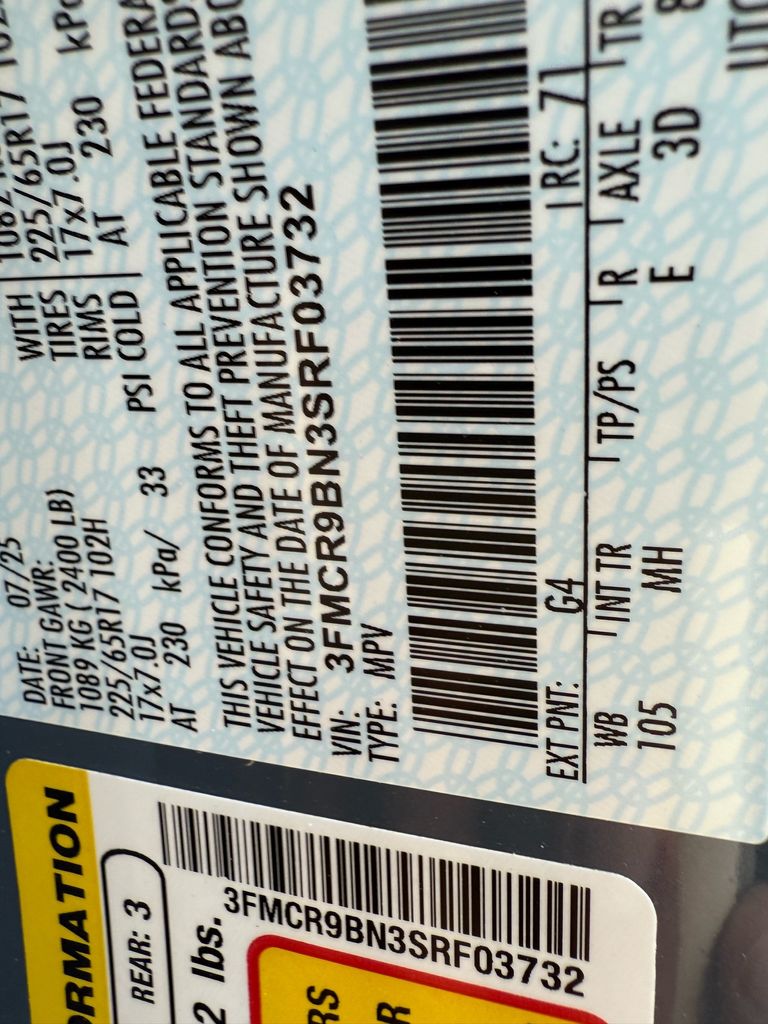 DATE: 07/25
FRONT GAWR:
1089 KG ( 2400 LB)
WITH
225/65R17 102H
TIRES 225/65R17
17x7.0J
RIMS 17x7.0J
AT 230 kPa/ 33 PSI COLD
AT 230 kPa
THIS VEHICLE CONFORMS TO ALL APPLICABLE FEDERA
VEHICLE SAFETY AND THEFT PREVENTION STANDARDS
EFFECT ON THE DATE OF MANUFACTURE SHOWN ABO
VIN: 3FMCR9BN3SRF03732
TYPE: MPV
EXT PNT: G4 RC: 71
WB INT TR TP/PS R AXLE TR
105 MH E 3D 8
ORMATION
REAR: 3
2 lbs.
3FMCR9BN3SRF03732
RS
R